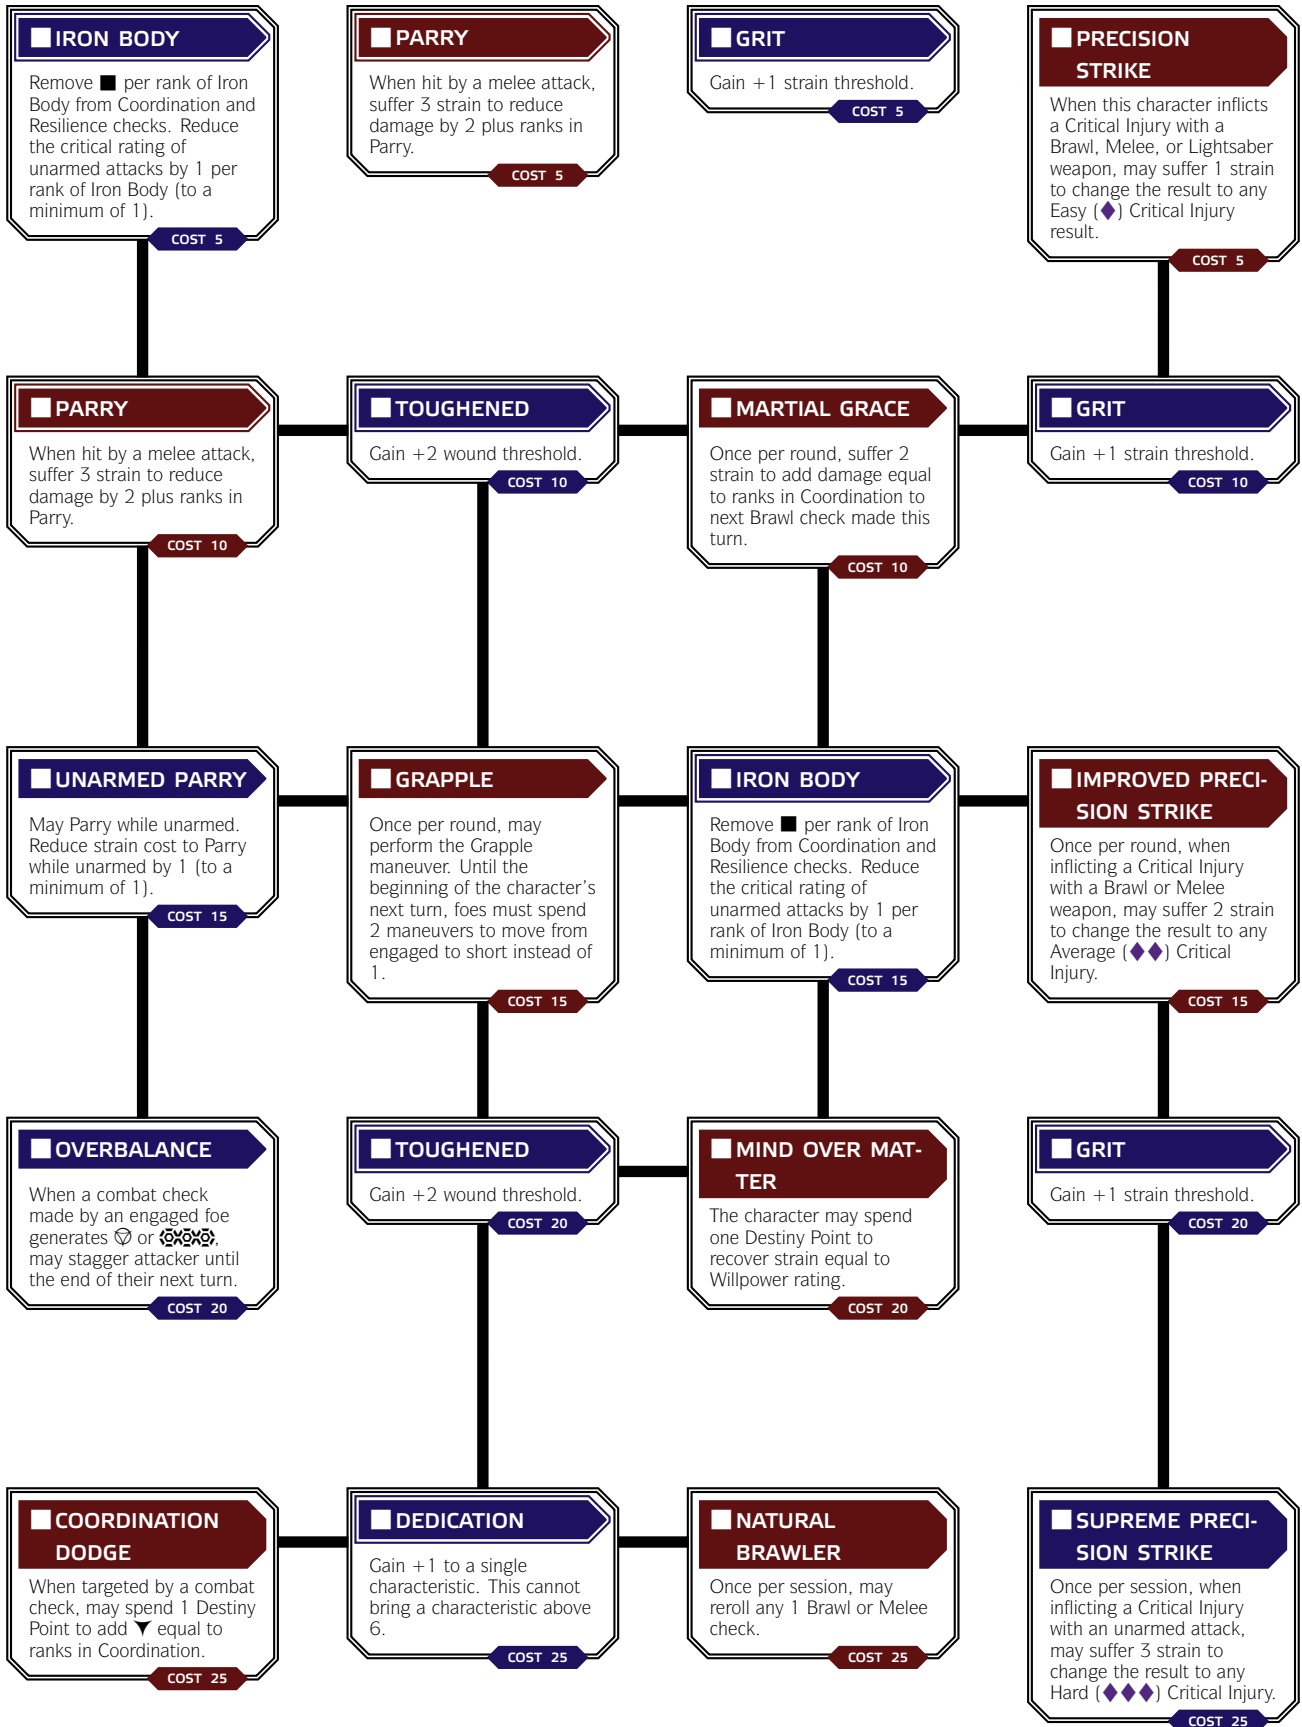 IRON BODY
Remove ■ per rank of Iron
Body from Coordination and
Resilience checks. Reduce
the critical rating of
unarmed attacks by 1 per
rank of Iron Body (to a
minimum of 1).
COST 5
PARRY
When hit by a melee attack,
suffer 3 strain to reduce
damage by 2 plus ranks in
Parry.
COST 5
GRIT
Gain +1 strain threshold.
COST 5
PRECISION
STRIKE
When this character inflicts
a Critical Injury with a
Brawl, Melee, or Lightsaber
weapon, may suffer 1 strain
to change the result to any
Easy (♦) Critical Injury
result.
COST 5
PARRY
When hit by a melee attack,
suffer 3 strain to reduce
damage by 2 plus ranks in
Parry.
COST 10
TOUGHENED
Gain +2 wound threshold.
COST 10
MARTIAL GRACE
Once per round, suffer 2
strain to add damage equal
to ranks in Coordination to
next Brawl check made this
turn.
COST 10
GRIT
Gain +1 strain threshold.
COST 10
UNARMED PARRY
May Parry while unarmed.
Reduce strain cost to Parry
while unarmed by 1 (to a
minimum of 1).
COST 15
GRAPPLE
Once per round, may
perform the Grapple
maneuver. Until the
beginning of the character's
next turn, foes must spend
2 maneuvers to move from
engaged to short instead of
1.
COST 15
IRON BODY
Remove ■ per rank of Iron
Body from Coordination and
Resilience checks. Reduce
the critical rating of
unarmed attacks by 1 per
rank of Iron Body (to a
minimum of 1).
COST 15
IMPROVED PRECI-
SION STRIKE
Once per round, when
inflicting a Critical Injury
with a Brawl or Melee
weapon, may suffer 2 strain
to change the result to any
Average (♦♦) Critical
Injury.
COST 15
OVERBALANCE
When a combat check
made by an engaged foe
generates or ,
may stagger attacker until
the end of their next turn.
COST 20
TOUGHENED
Gain +2 wound threshold.
COST 20
MIND OVER MAT-
TER
The character may spend
one Destiny Point to
recover strain equal to
Willpower rating.
COST 20
GRIT
Gain +1 strain threshold.
COST 20
COORDINATION
DODGE
When targeted by a combat
check, may spend 1 Destiny
Point to add equal to
ranks in Coordination.
COST 25
DEDICATION
Gain +1 to a single
characteristic. This cannot
bring a characteristic above
6.
COST 25
NATURAL
BRAWLER
Once per session, may
reroll any 1 Brawl or Melee
check.
COST 25
SUPREME PRECI-
SION STRIKE
Once per session, when
inflicting a Critical Injury
with an unarmed attack,
may suffer 3 strain to
change the result to any
Hard (♦♦♦) Critical Injury.
COST 25